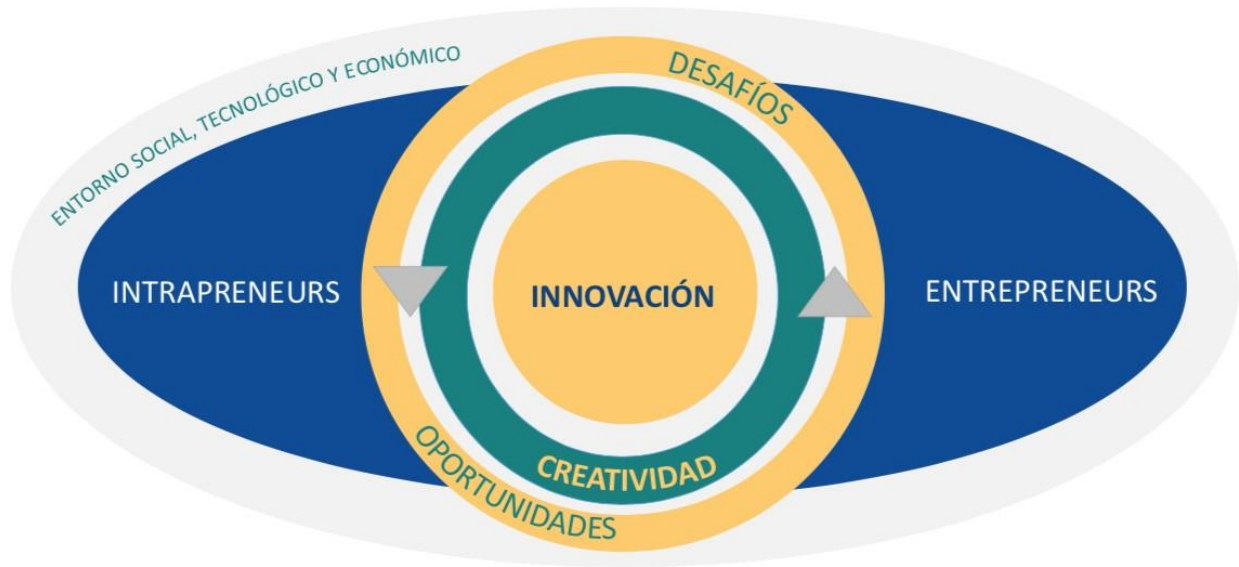 ENTORNO SOCIAL, TECNOLÓGICO Y ECONÓMICO
DESAFÍOS
INTRAPRENEURS
INNOVACIÓN
ENTREPRENEURS
CREATIVIDAD
OPORTUNIDADES